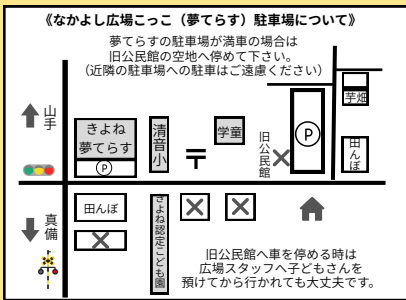 《なかよし広場こっこ（夢てらす）駐車場について》
夢てらすの駐車場が満車の場合は
旧公民館の空地へ停めて下さい。
（近隣の駐車場への駐車はご遠慮ください）
山手
きよね
夢てらす
P
清音小
〒
学童
旧公民館
P
芋畑
田んぼ
真備
田んぼ
きよね認定こども園
旧公民館へ車を停める時は
広場スタッフへ子どもさんを
預けてから行かれても大丈夫です。